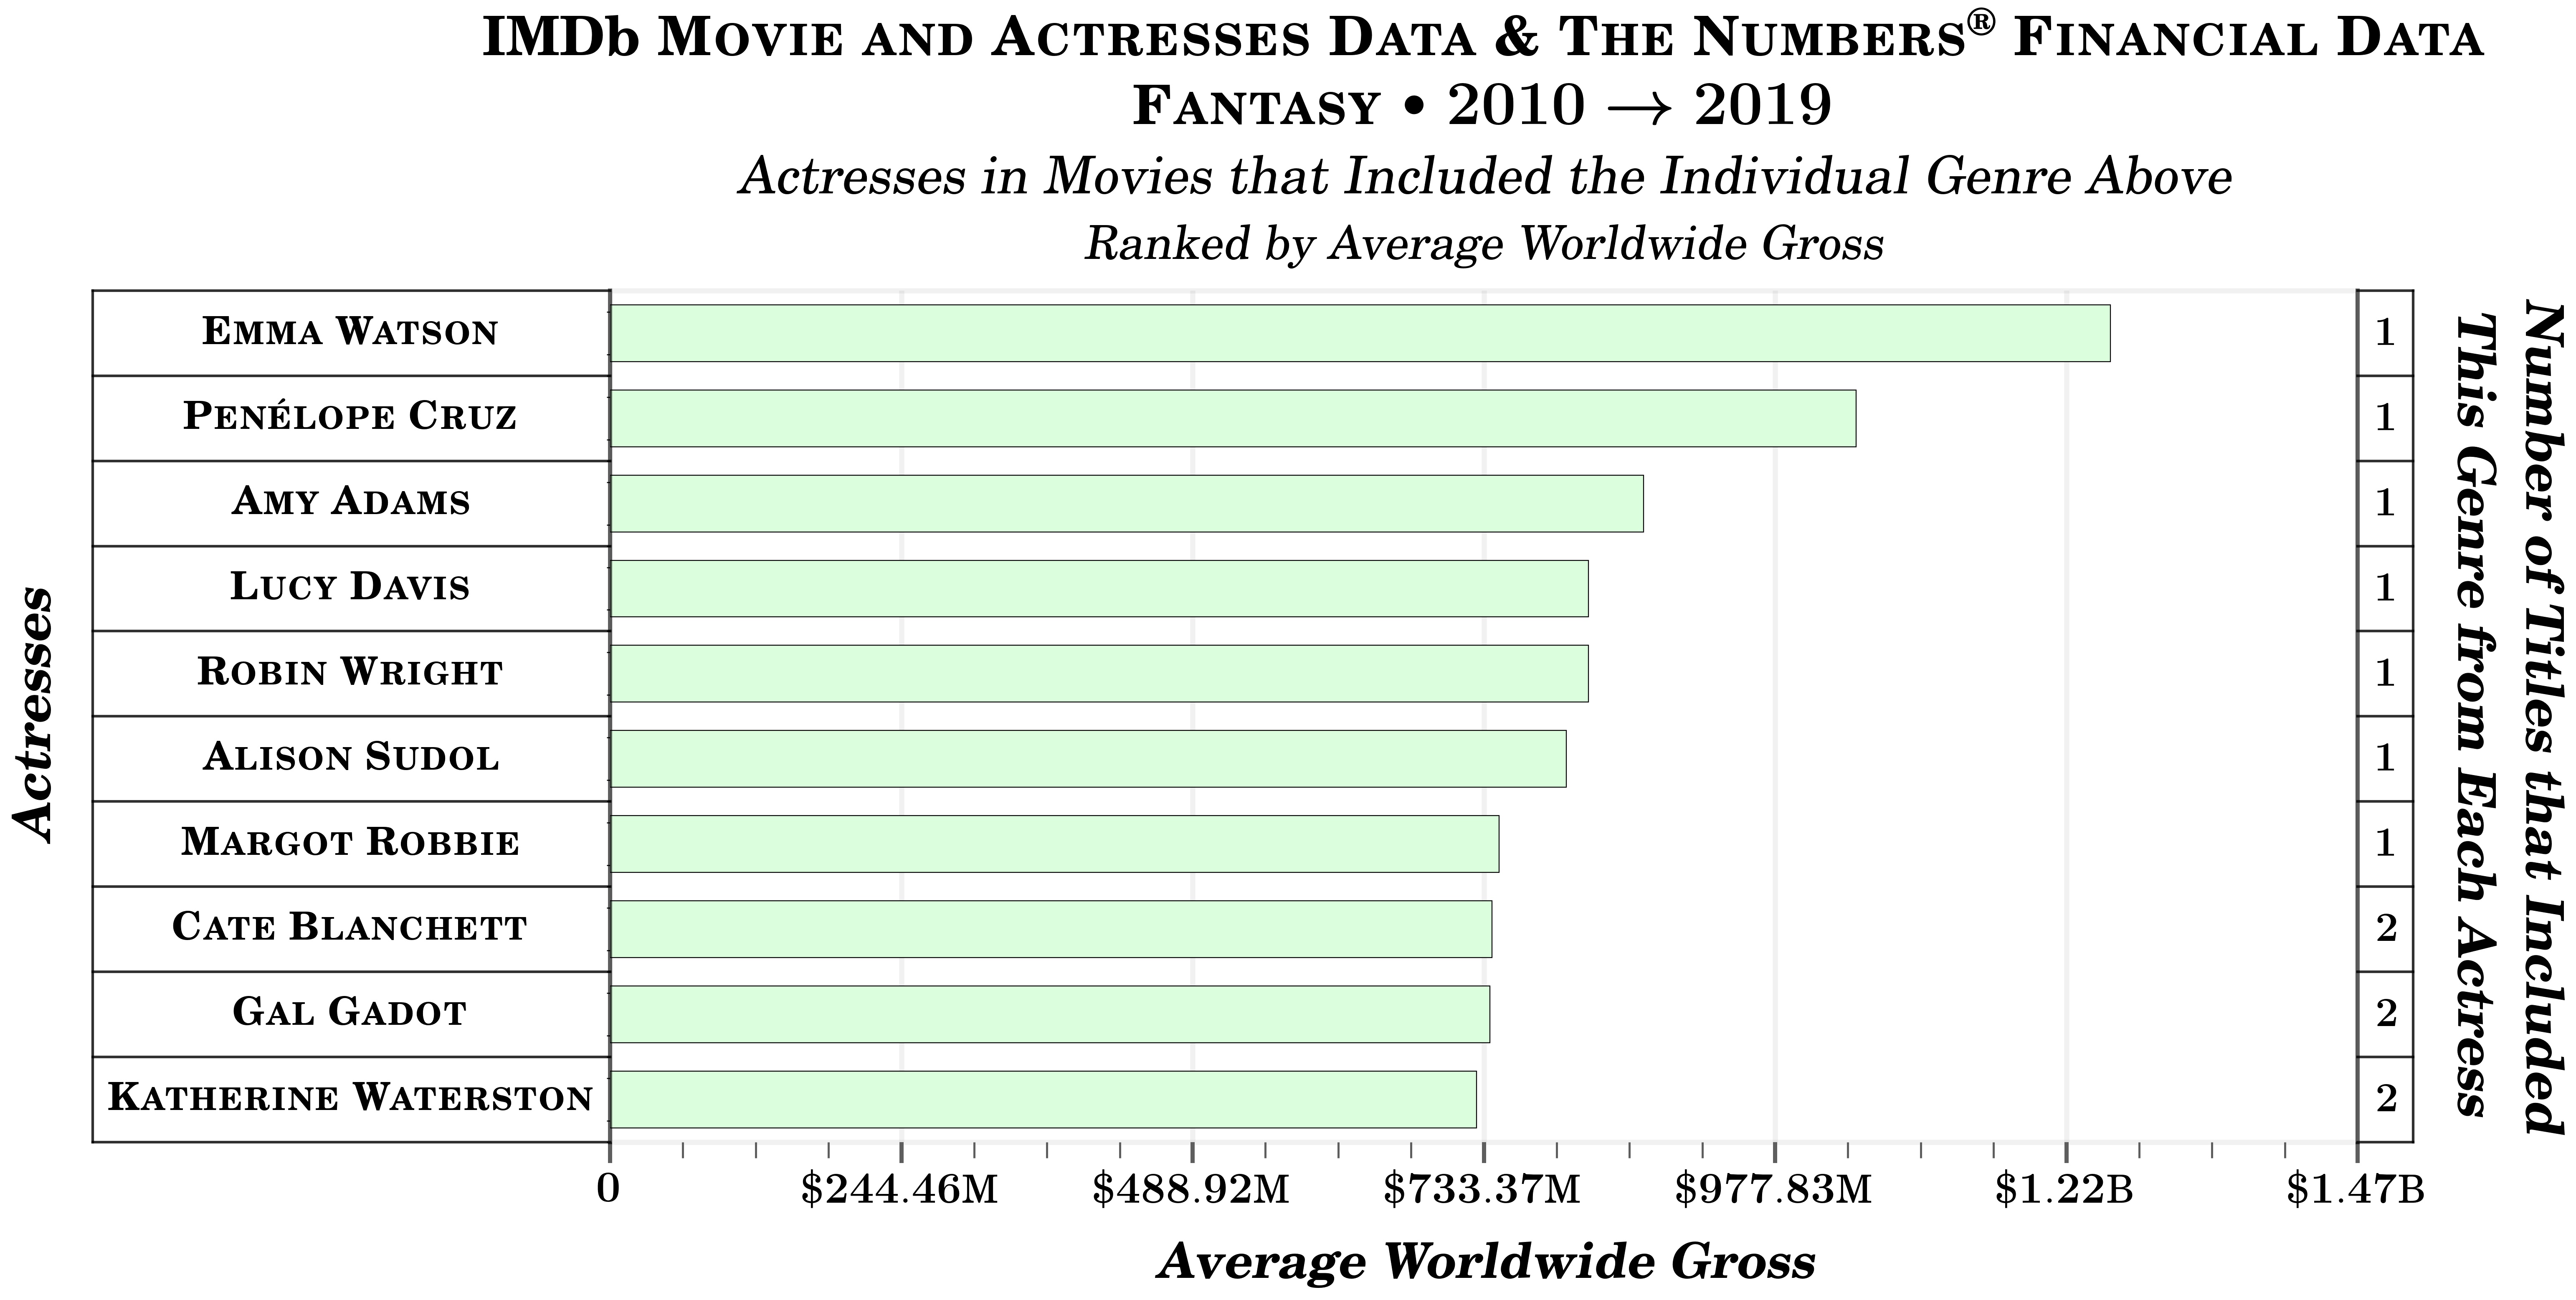 IMDb Movie and Actresses Data & The Numbers® Financial Data
Fantasy • 2010 → 2019
Actresses in Movies that Included the Individual Genre Above
Ranked by Average Worldwide Gross
Actresses
Emma Watson 1
Penélope Cruz 1
Amy Adams 1
Lucy Davis 1
Robin Wright 1
Alison Sudol 1
Margot Robbie 1
Cate Blanchett 2
Gal Gadot 2
Katherine Waterston 2
0 $244.46M $488.92M $733.37M $977.83M $1.22B $1.47B
Average Worldwide Gross
Number of Titles that Included
This Genre from Each Actress